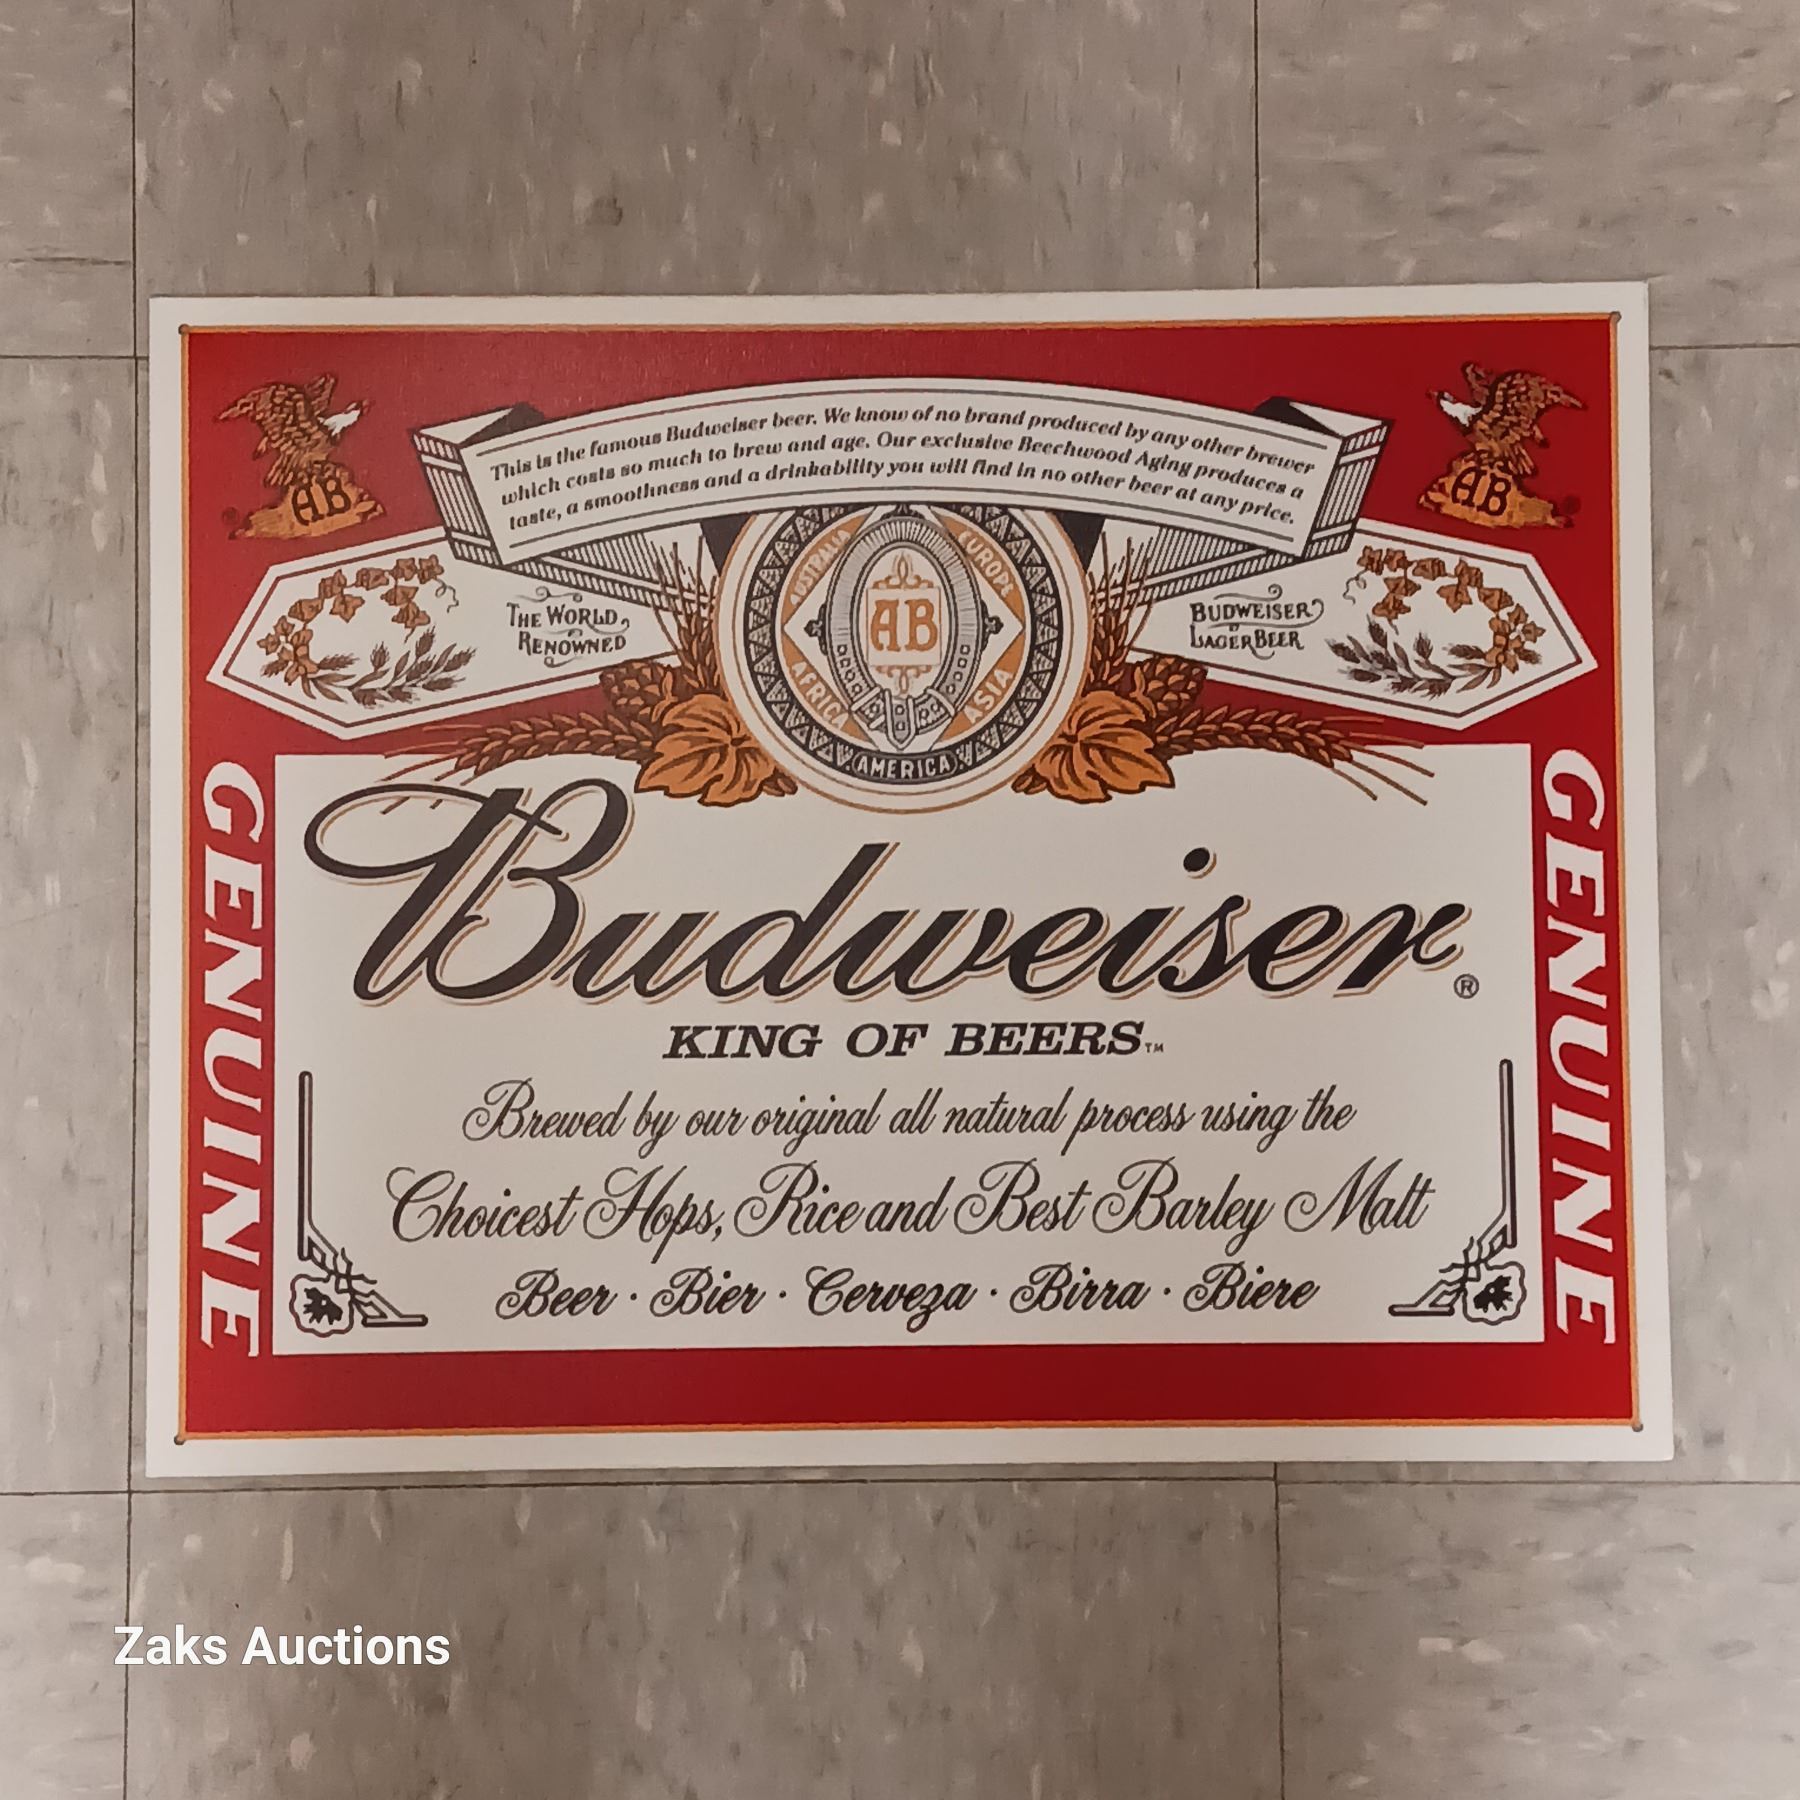 This is the famous Budweiser beer. We know of no brand produced by any other brewer
which costs so much to brew and age. Our exclusive Beechwood Aging produces a
taste, a smoothness and a drinkability you will find in no other beer at any price.
AB
®
AB
®
AUSTRALIA
EUROPE
THE WORLD
RENOWNED
AB
BUDWEISER
LAGER BEER
AFRICA
ASIA
AMERICA
GENUINE
Budweiser®
KING OF BEERS™
Brewed by our original all natural process using the
Choicest Hops, Rice and Best Barley Malt
Beer · Bier · Cerveza · Birra · Biere
GENUINE
Zaks Auctions